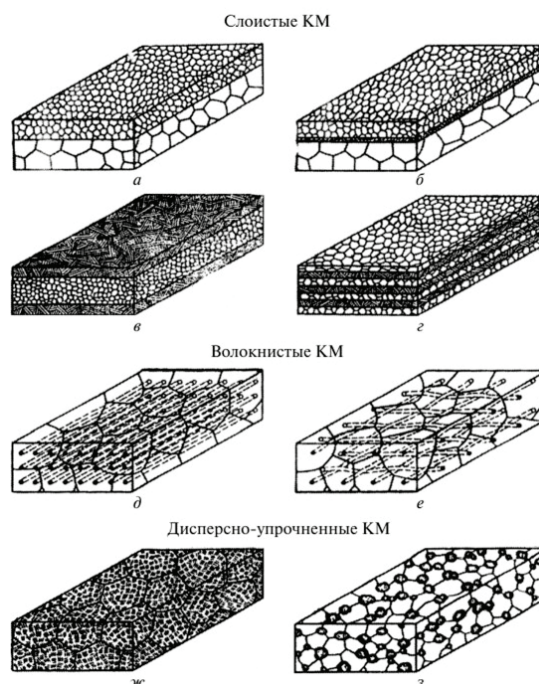 Слоистые КМ
а
б
в
г
Волокнистые КМ
д
е
Дисперсно-упрочненные КМ
ж
з